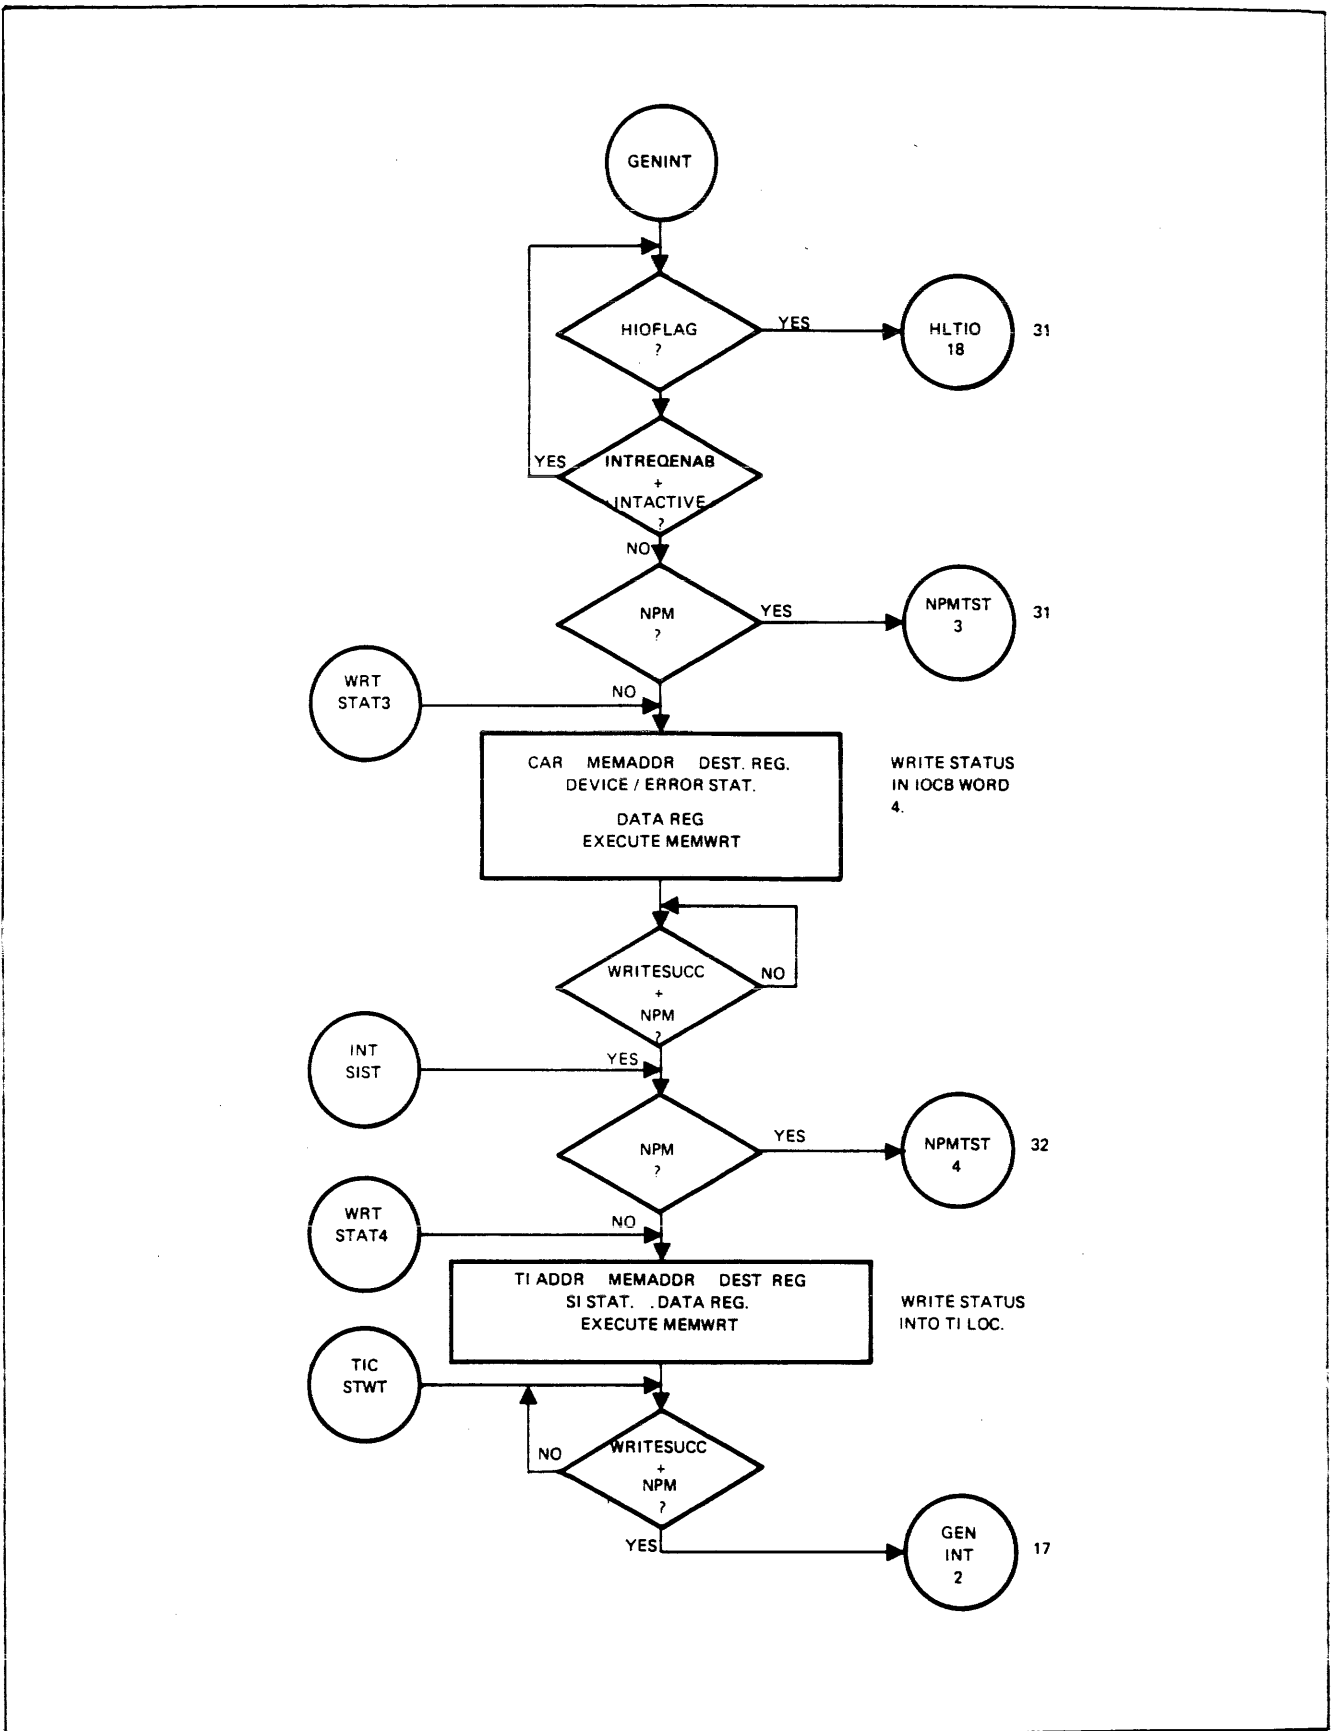 GENINT
HIOFLAG
?
YES
HLTIO
18
31
YES
INTREQENAB
+
INTACTIVE
?
NO
NPM
?
YES
NPMTST
3
31
WRT
STAT3
NO
CAR MEMADDR DEST. REG.
DEVICE / ERROR STAT.
DATA REG
EXECUTE MEMWRT
WRITE STATUS
IN IOCB WORD
4.
WRITESUCC
+
NPM
?
NO
INT
SIST
YES
NPM
?
YES
NPMTST
4
32
WRT
STAT4
NO
TI ADDR MEMADDR DEST REG
SI STAT. . DATA REG.
EXECUTE MEMWRT
WRITE STATUS
INTO TI LOC.
TIC
STWT
NO
WRITESUCC
+
NPM
?
YES
GEN
INT
2
17